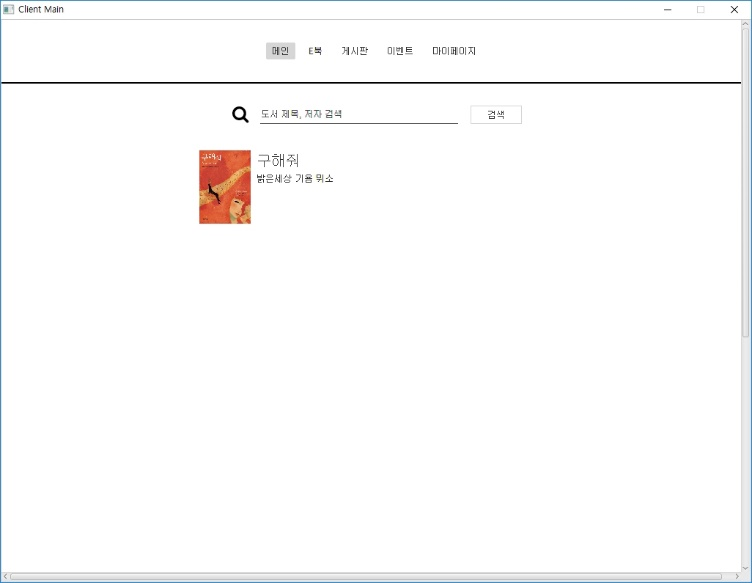 Client Main
메인 E북 게시판 이벤트 마이페이지
도서 제목, 저자 검색 검색
구해줘
밝은세상 기욤 뮈소